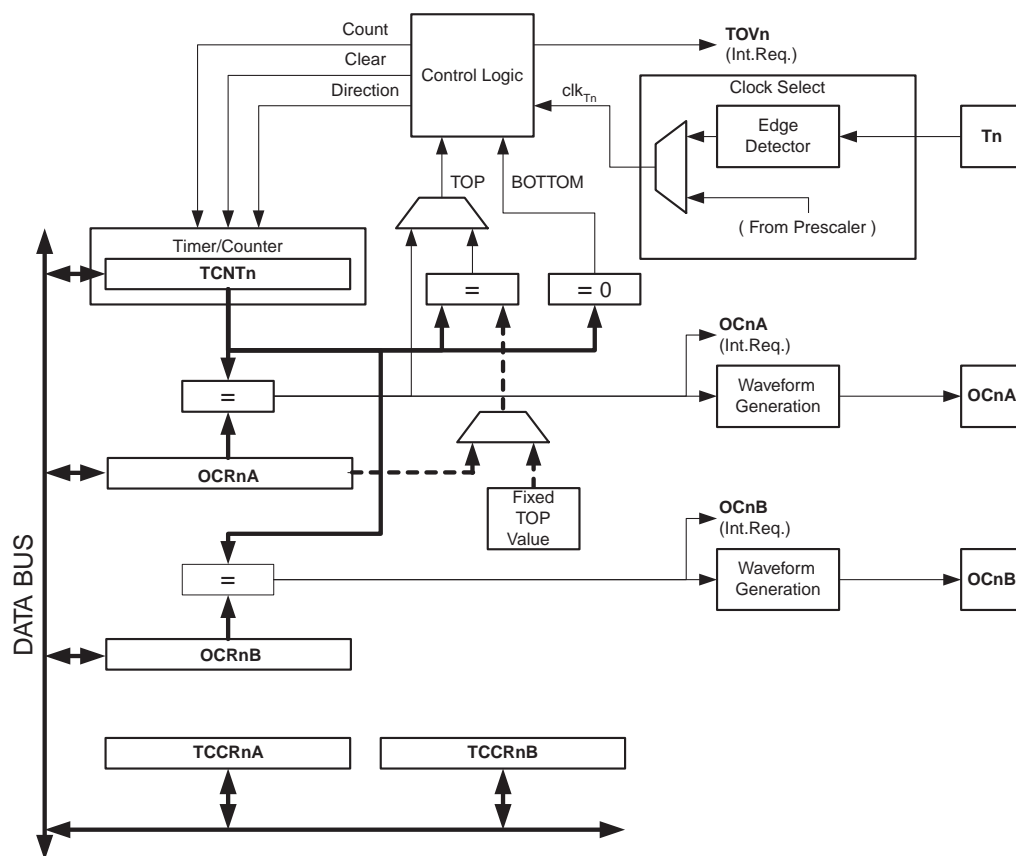 Count
Clear
Direction
Control Logic
TOVn
(Int.Req.)
clkTn
Clock Select
Edge
Detector
Tn
( From Prescaler )
TOP
BOTTOM
Timer/Counter
TCNTn
=
= 0
OCnA
(Int.Req.)
=
Waveform
Generation
OCnA
OCRnA
Fixed
TOP
Value
OCnB
(Int.Req.)
=
Waveform
Generation
OCnB
OCRnB
DATA BUS
TCCRnA
TCCRnB